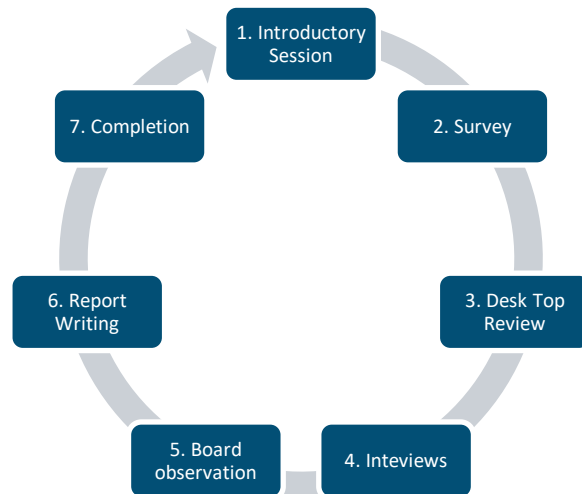 1. Introductory
Session
2. Survey
3. Desk Top
Review
4. Inteviews
5. Board
observation
6. Report
Writing
7. Completion